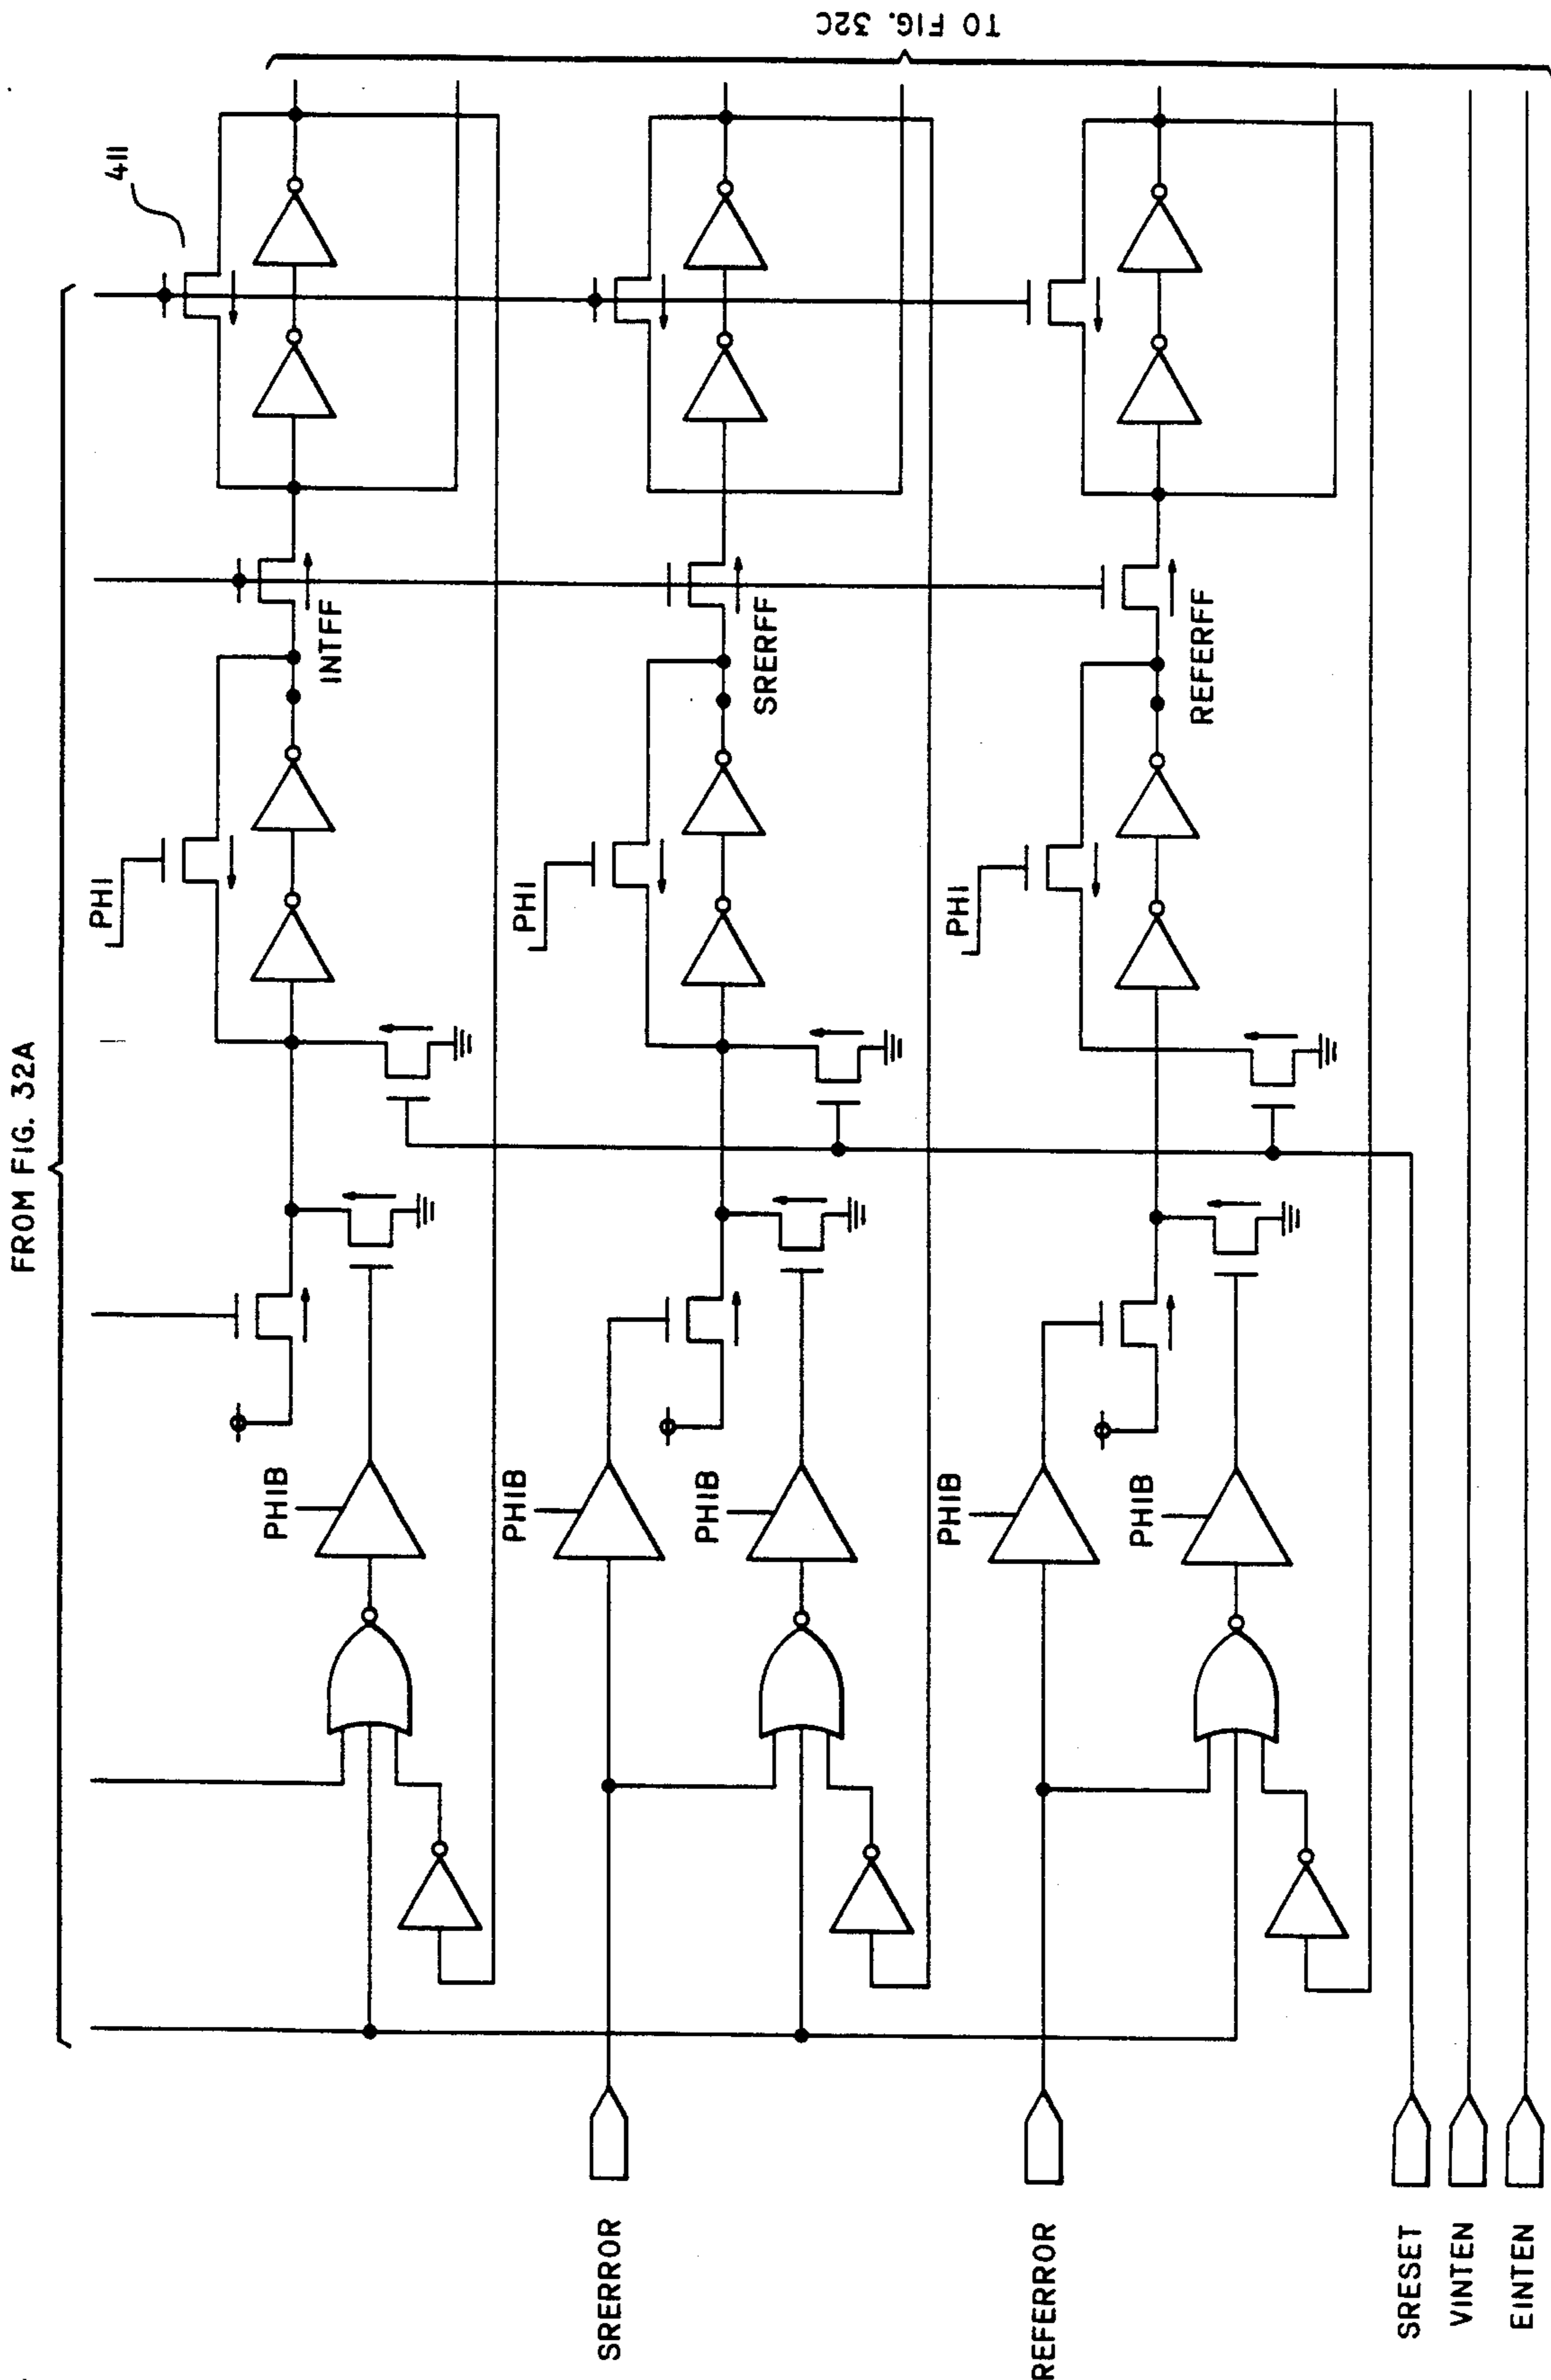 FROM FIG. 32A
TO FIG. 32C
411
PHI
INTFF
PHIB
PHI
SRERFF
PHIB
PHIB
SRERROR
PHI
REFERFF
PHIB
PHIB
REFERROR
SRESET
VINTEN
EINTEN